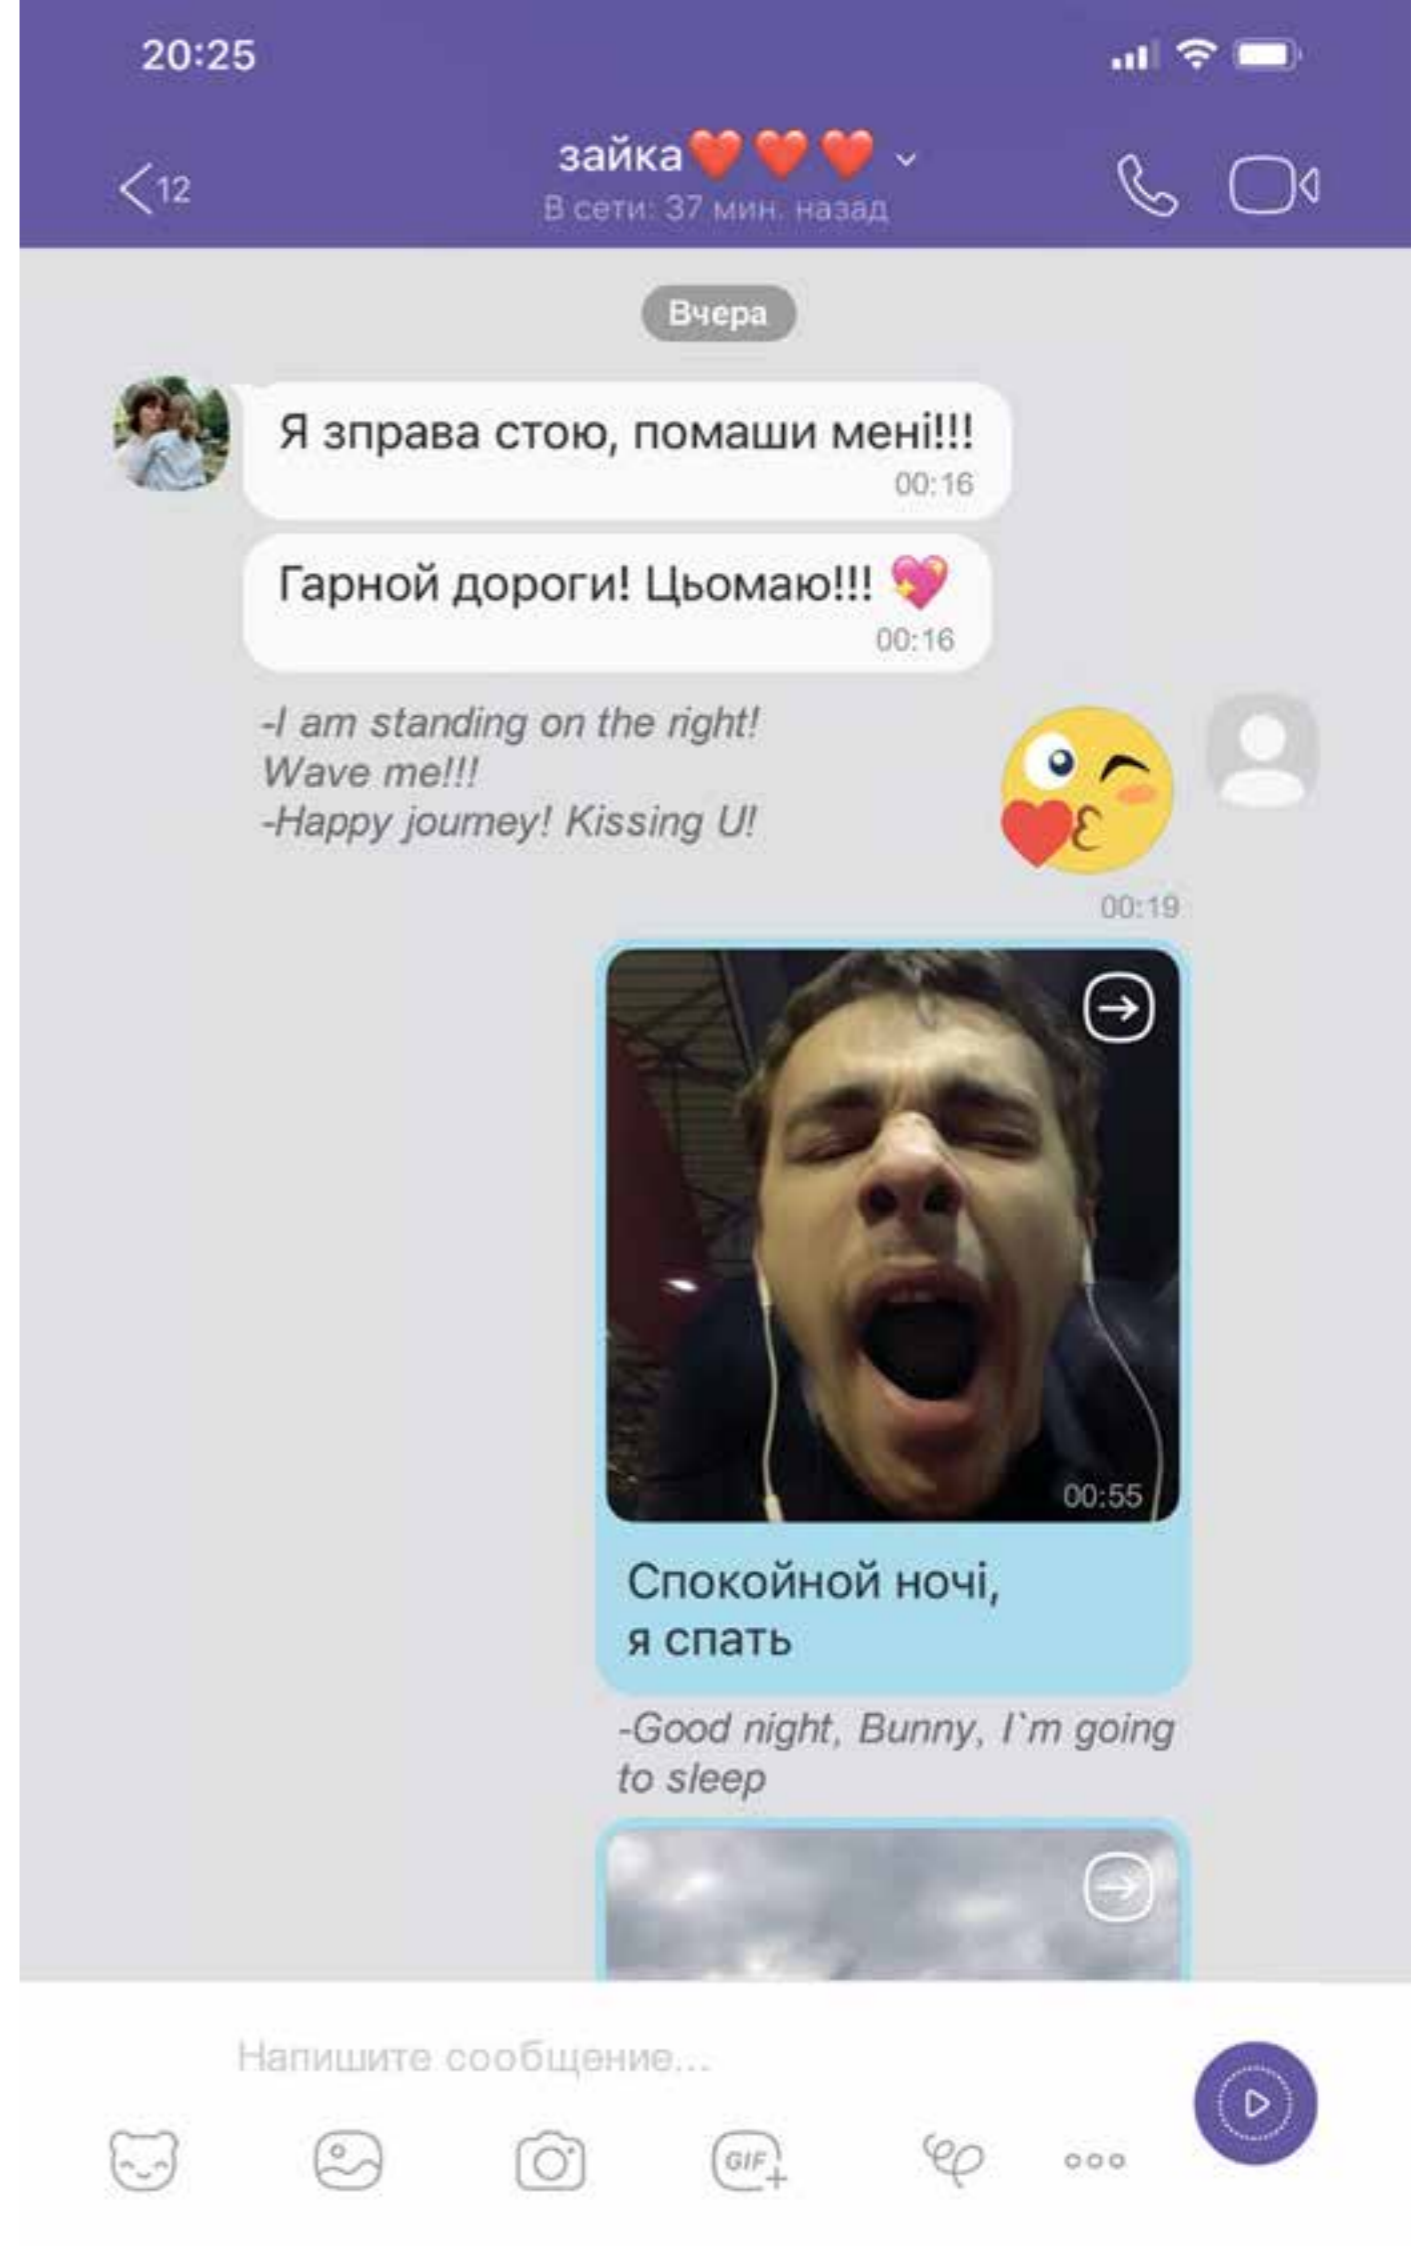 20:25
12
зайка❤️❤️❤️
В сети: 37 мин. назад
Вчера
Я зправа стою, помаши мені!!!
00:16
Гарной дороги! Цьомаю!!! 💖
00:16
-I am standing on the right!
Wave me!!!
-Happy journey! Kissing U!
00:19
00:55
Спокойной ночі,
я спать
-Good night, Bunny, I`m going
to sleep
Напишите сообщение...
GIF